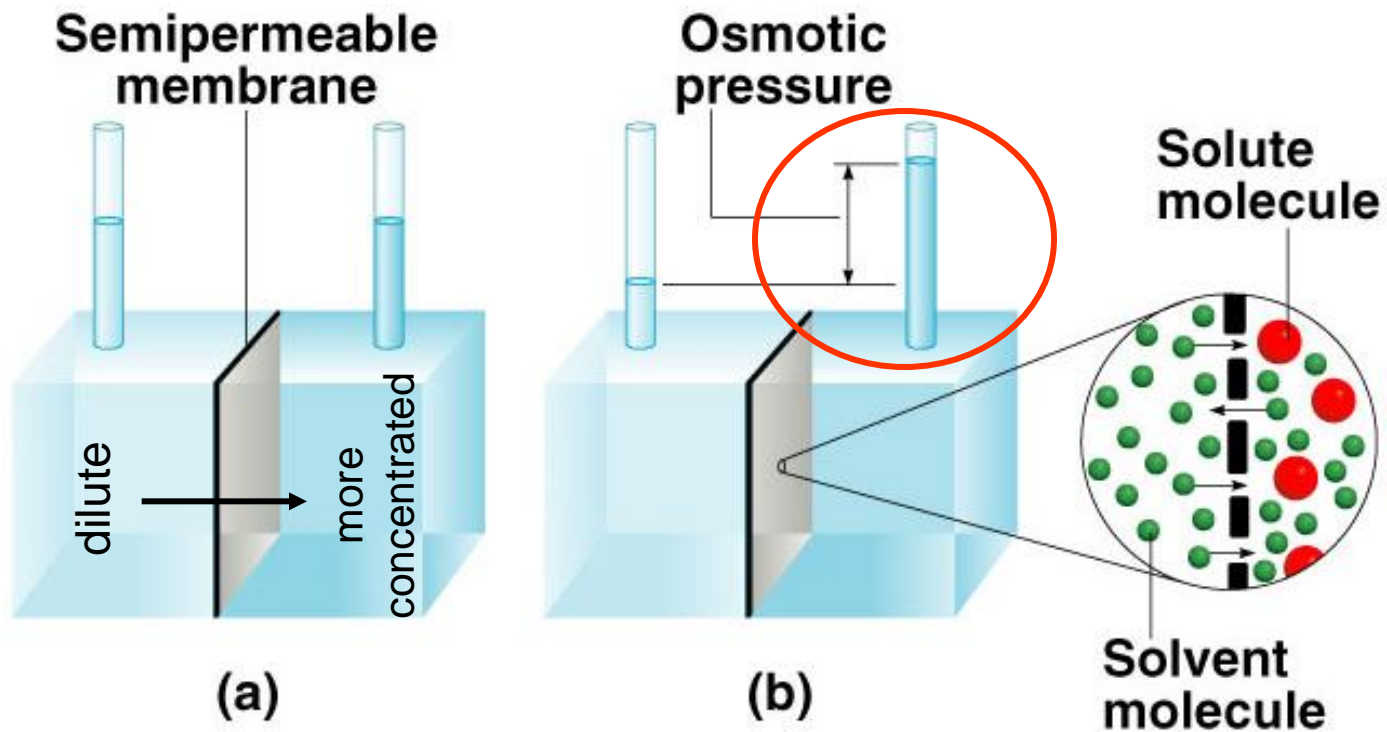 Semipermeable
membrane
Osmotic
pressure
Solute
molecule
dilute
more
concentrated
Solvent
molecule
(a)
(b)